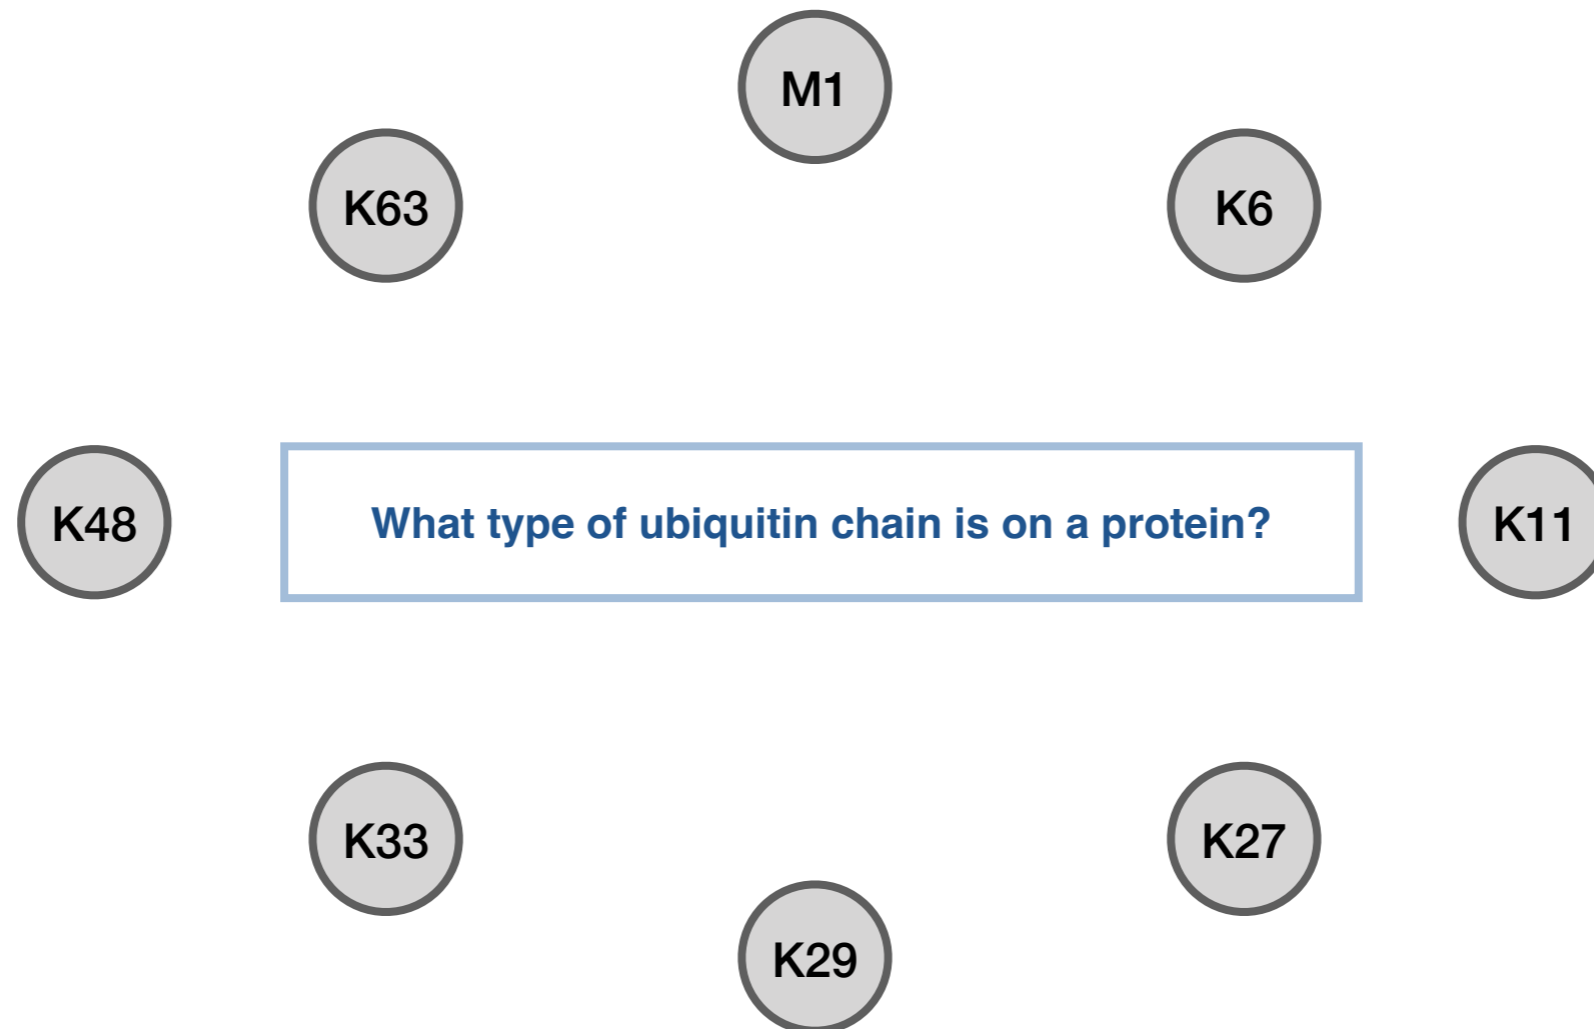 M1
K63
K6
K48
What type of ubiquitin chain is on a protein?
K11
K33
K27
K29